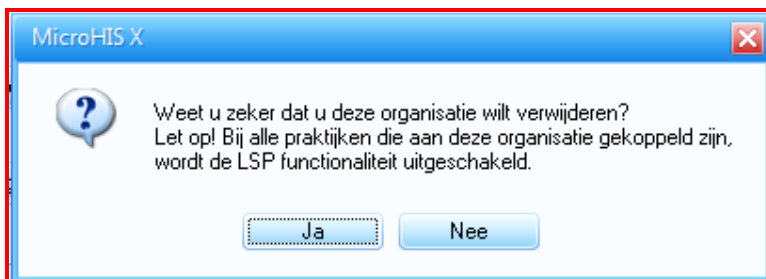 MicroHIS X
Weet u zeker dat u deze organisatie wilt verwijderen?
Let op! Bij alle praktijken die aan deze organisatie gekoppeld zijn,
wordt de LSP functionaliteit uitgeschakeld.
Ja
Nee